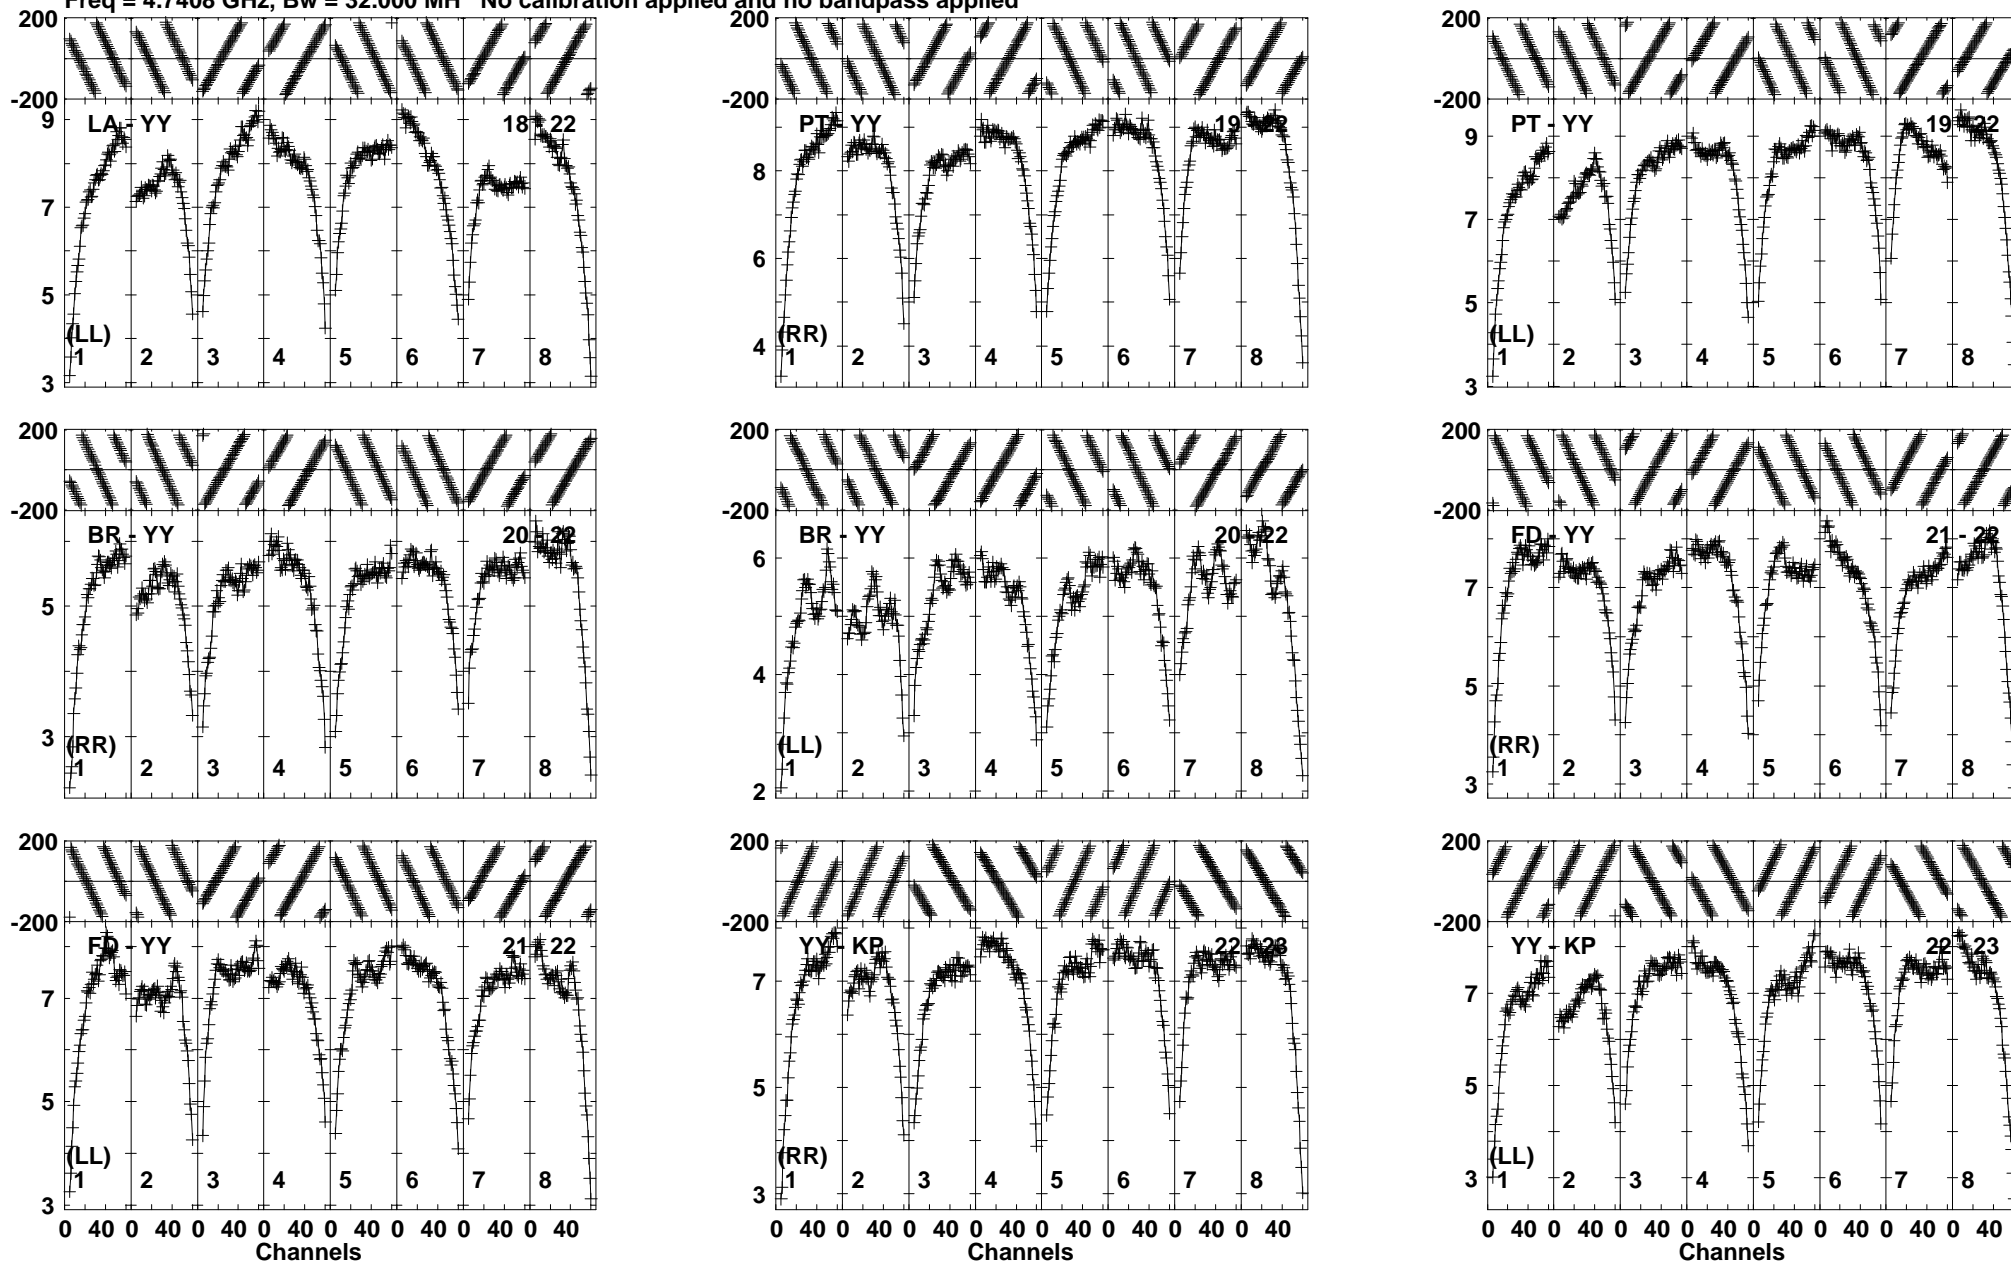 Freq = 4.7408 GHz, Bw = 32.000 MH No calibration applied and no bandpass applied
200 200 200
-200 -200 -200
LA - YY 18 - 22 PT - YY 19 - 22 PT - YY 19 - 22
9 7 5 3
8 6 4
9 7 5 3
(LL) (RR) (LL)
1 2 3 4 5 6 7 8 1 2 3 4 5 6 7 8 1 2 3 4 5 6 7 8
200 200 200
-200 -200 -200
BR - YY 20 - 22 BR - YY 20 - 22 FD - YY 21 - 22
5 3
6 4 2
7 5 3
(RR) (LL) (RR)
1 2 3 4 5 6 7 8 1 2 3 4 5 6 7 8 1 2 3 4 5 6 7 8
200 200 200
-200 -200 -200
FD - YY 21 - 22 YY - KP 22 - 23 YY - KP 22 - 23
7 5 3
7 5 3
7 5 3
(LL) (RR) (LL)
1 2 3 4 5 6 7 8 1 2 3 4 5 6 7 8 1 2 3 4 5 6 7 8
0 40 0 40 0 40 0 40 0 40 0 40 0 40 0 40 0 40 0 40 0 40 0 40 0 40 0 40 0 40 0 40 0 40 0 40 0 40 0 40 0 40 0 40 0 40 0 40
Channels Channels Channels